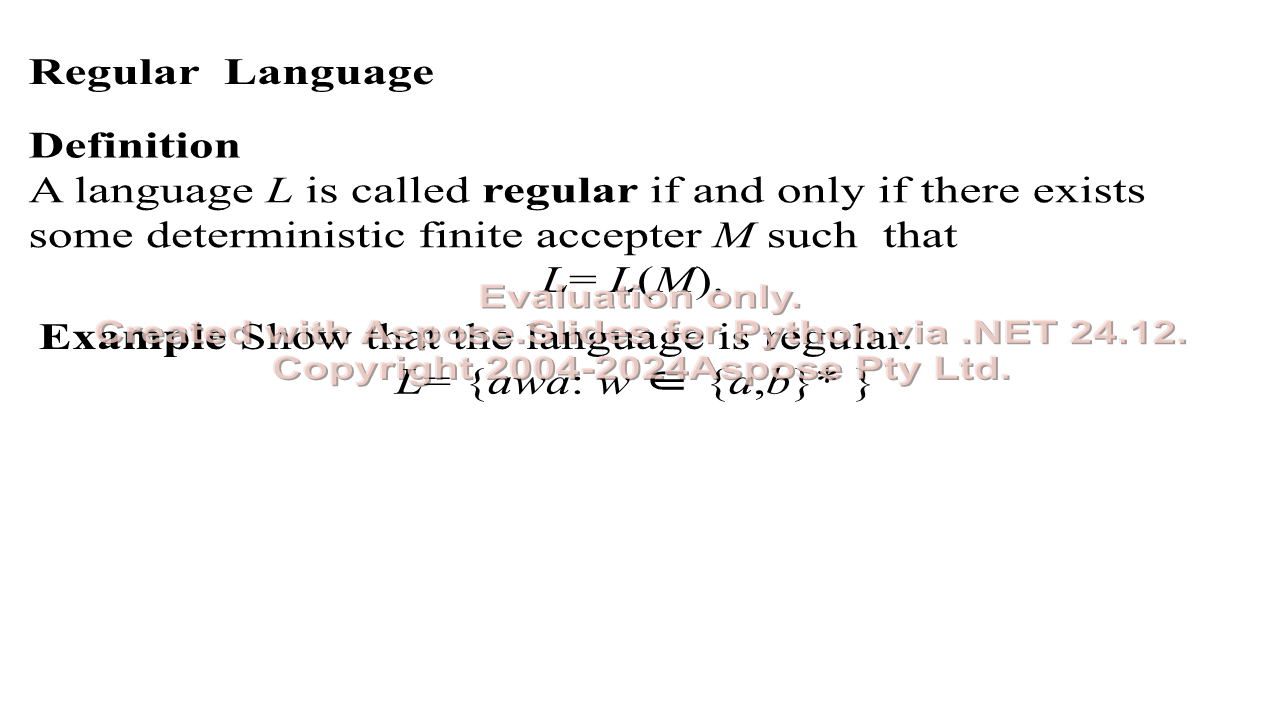 Regular Language
Definition
A language L is called regular if and only if there exists
some deterministic finite accepter M such that
L= L(M).
Evaluation only.
Example Show that the language is regular:
Created with Aspose.Slides for Python via .NET 24.12.
Copyright 2004-2024Aspose Pty Ltd.
L= {awa: w ∈ {a,b}* }